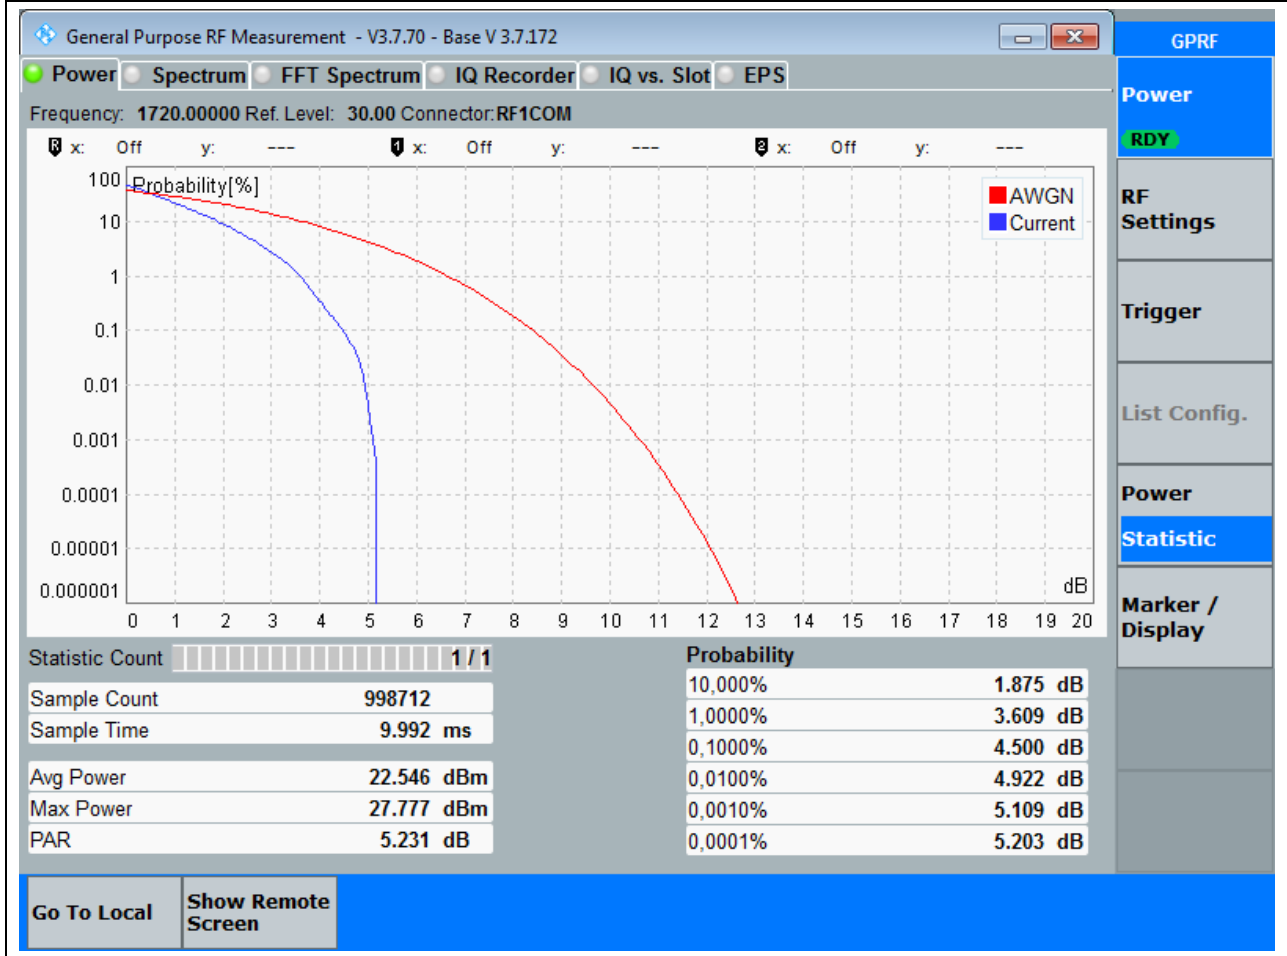 General Purpose RF Measurement - V3.7.70 - Base V 3.7.172
GPRF
Power Spectrum FFT Spectrum IQ Recorder IQ vs. Slot EPS
Frequency: 1720.00000 Ref. Level: 30.00 Connector:RF1COM
R x: Off y: --- 1 x: Off y: --- 2 x: Off y: ---
Probability[%]
AWGN
Current
100
10
1
0.1
0.01
0.001
0.0001
0.00001
0.000001
dB
0 1 2 3 4 5 6 7 8 9 10 11 12 13 14 15 16 17 18 19 20
Statistic Count 1 / 1
Sample Count 998712
Sample Time 9.992 ms
Avg Power 22.546 dBm
Max Power 27.777 dBm
PAR 5.231 dB
Probability
10,000% 1.875 dB
1,0000% 3.609 dB
0,1000% 4.500 dB
0,0100% 4.922 dB
0,0010% 5.109 dB
0,0001% 5.203 dB
Power
RDY
RF
Settings
Trigger
List Config.
Power
Statistic
Marker /
Display
Go To Local
Show Remote
Screen